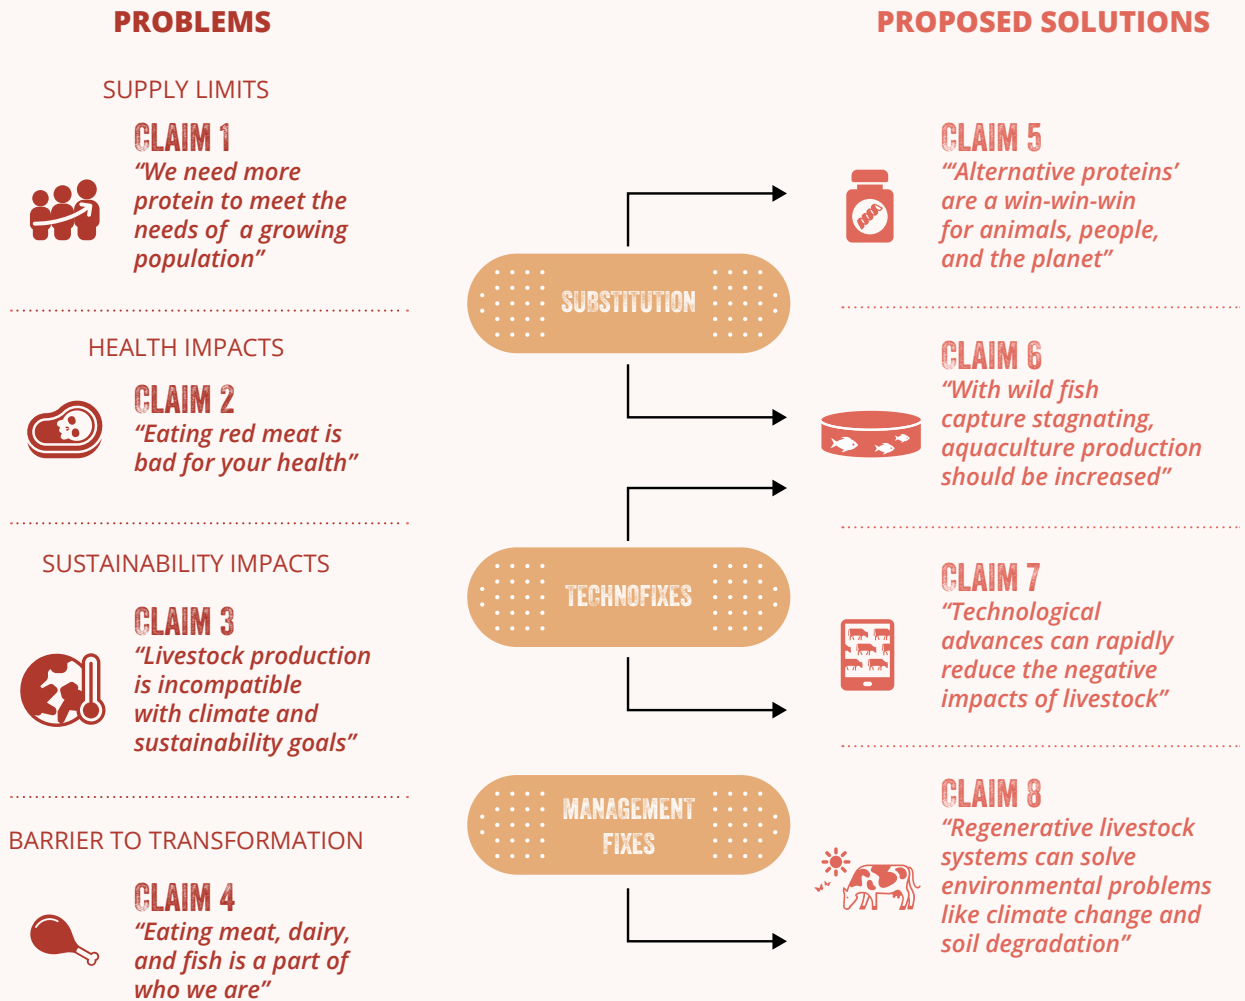 PROBLEMS
SUPPLY LIMITS
CLAIM 1
“We need more
protein to meet the
needs of a growing
population”
HEALTH IMPACTS
CLAIM 2
“Eating red meat is
bad for your health”
SUSTAINABILITY IMPACTS
CLAIM 3
“Livestock production
is incompatible
with climate and
sustainability goals”
BARRIER TO TRANSFORMATION
CLAIM 4
“Eating meat, dairy,
and fish is a part of
who we are”
SUBSTITUTION
TECHNOFIXES
MANAGEMENT
FIXES
PROPOSED SOLUTIONS
CLAIM 5
“‘Alternative proteins’
are a win-win-win
for animals, people,
and the planet”
CLAIM 6
“With wild fish
capture stagnating,
aquaculture production
should be increased”
CLAIM 7
“Technological
advances can rapidly
reduce the negative
impacts of livestock”
CLAIM 8
“Regenerative livestock
systems can solve
environmental problems
like climate change and
soil degradation”